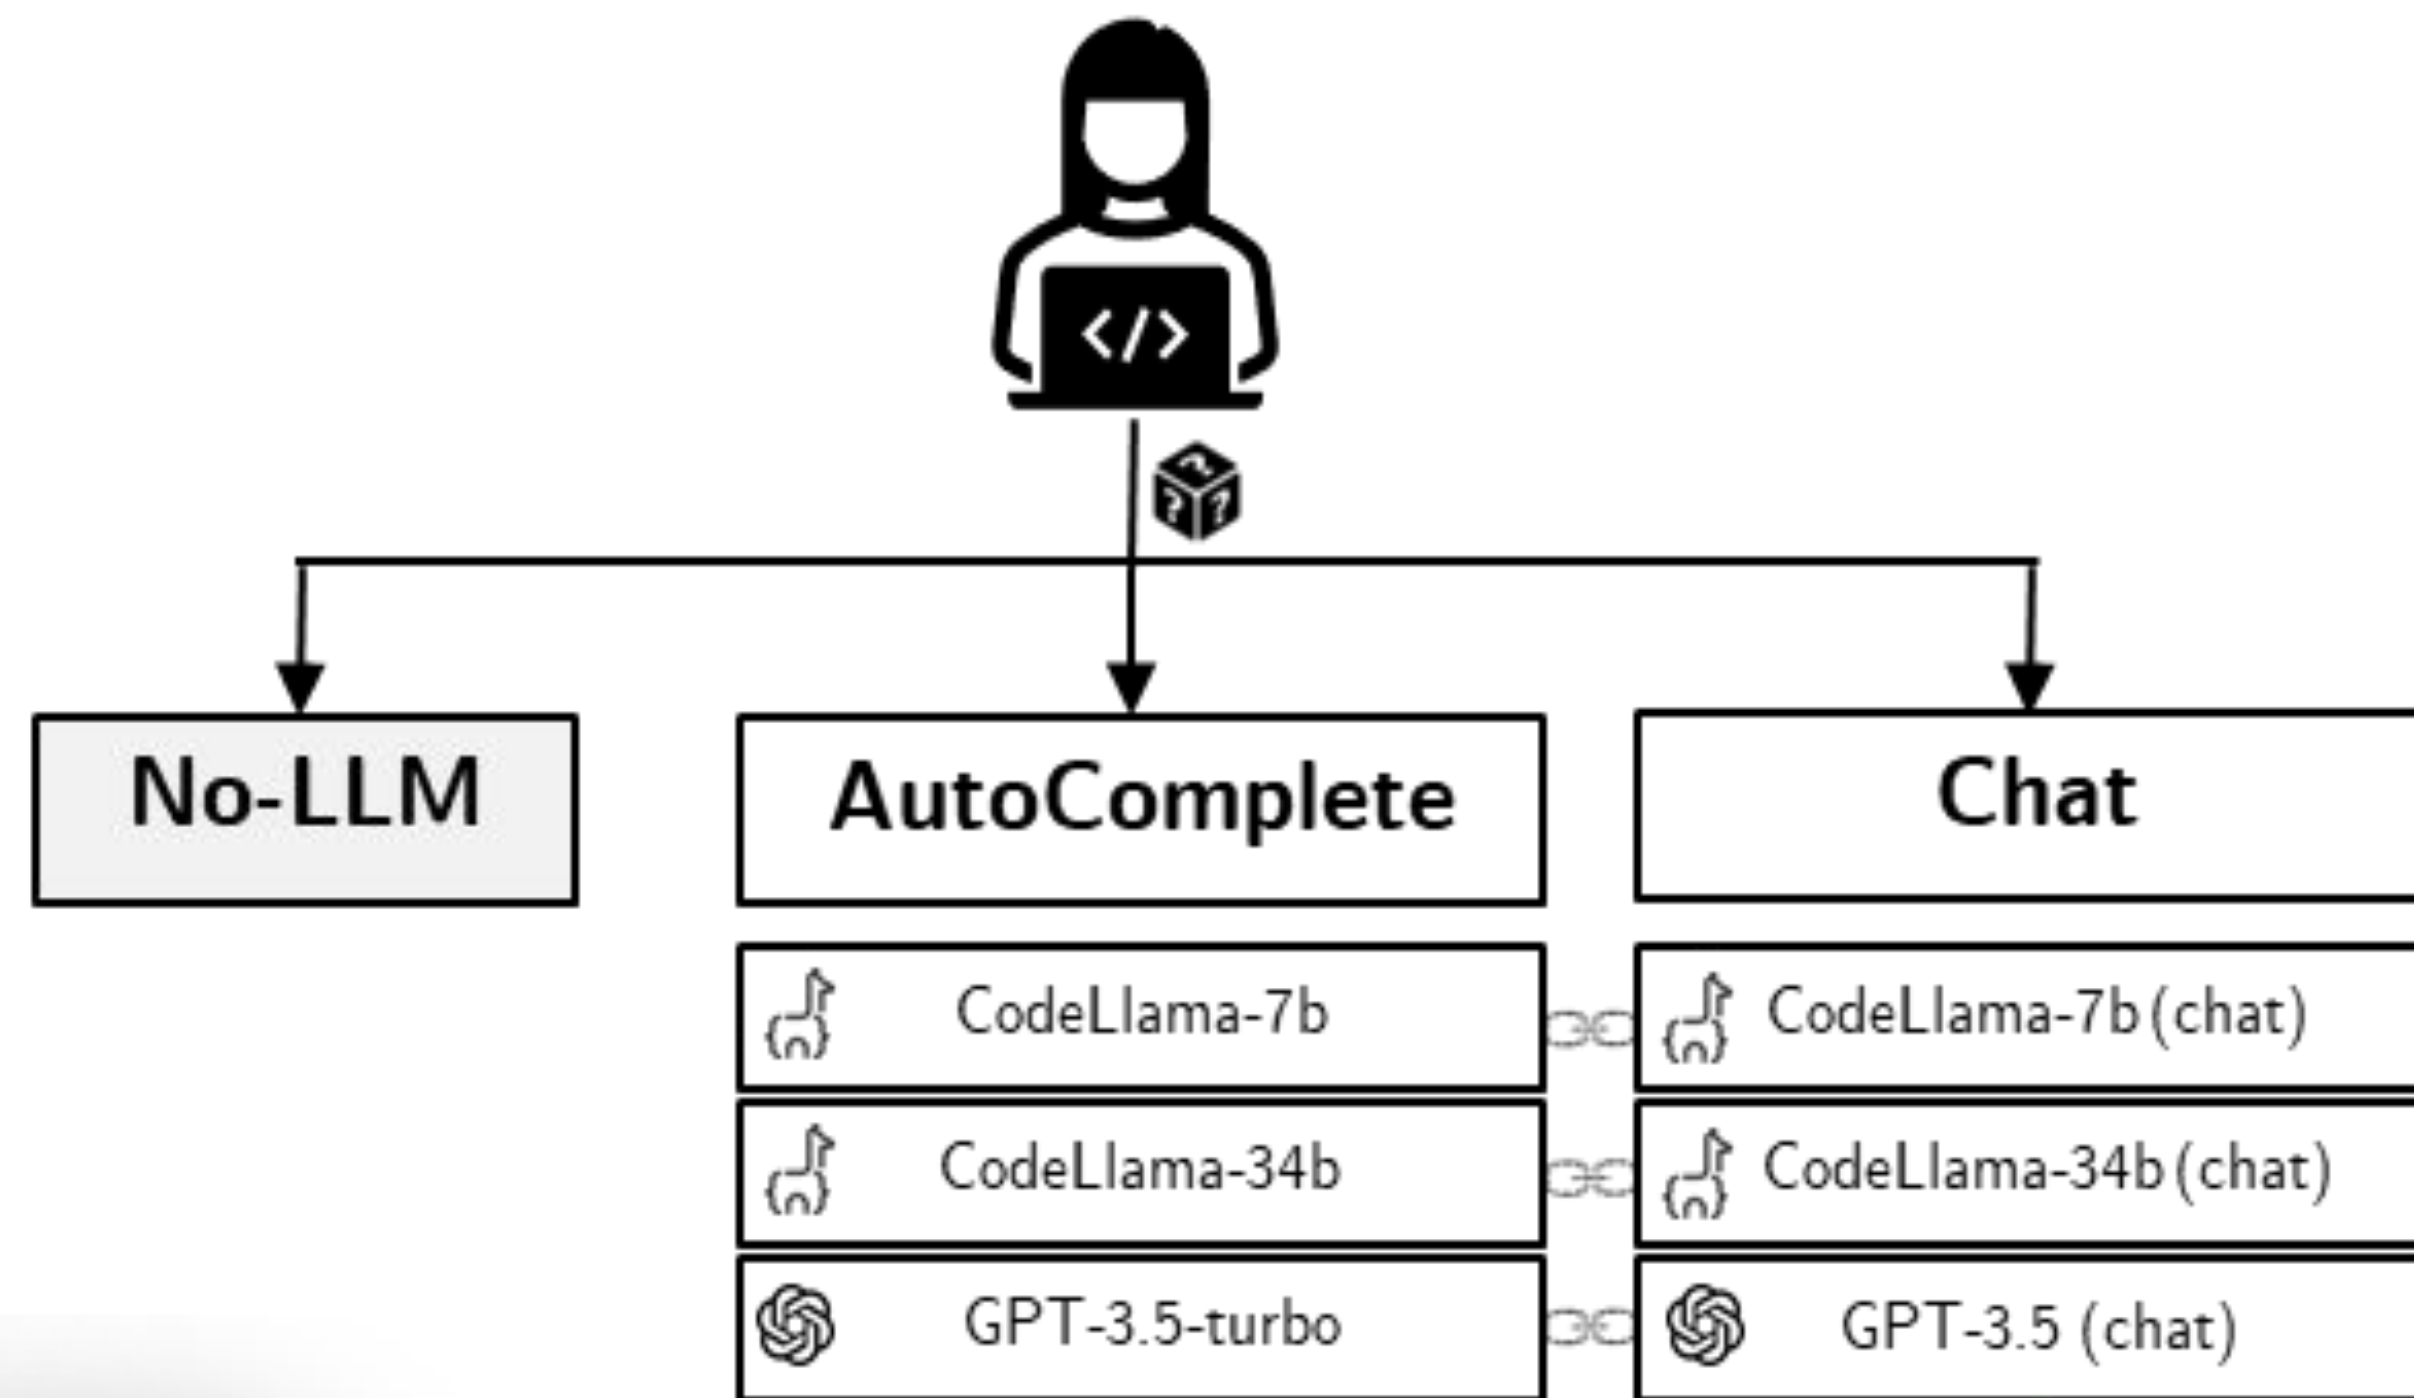 </>
? ? ?
No-LLM
AutoComplete
Chat
CodeLlama-7b
CodeLlama-7b (chat)
CodeLlama-34b
CodeLlama-34b (chat)
GPT-3.5-turbo
GPT-3.5 (chat)